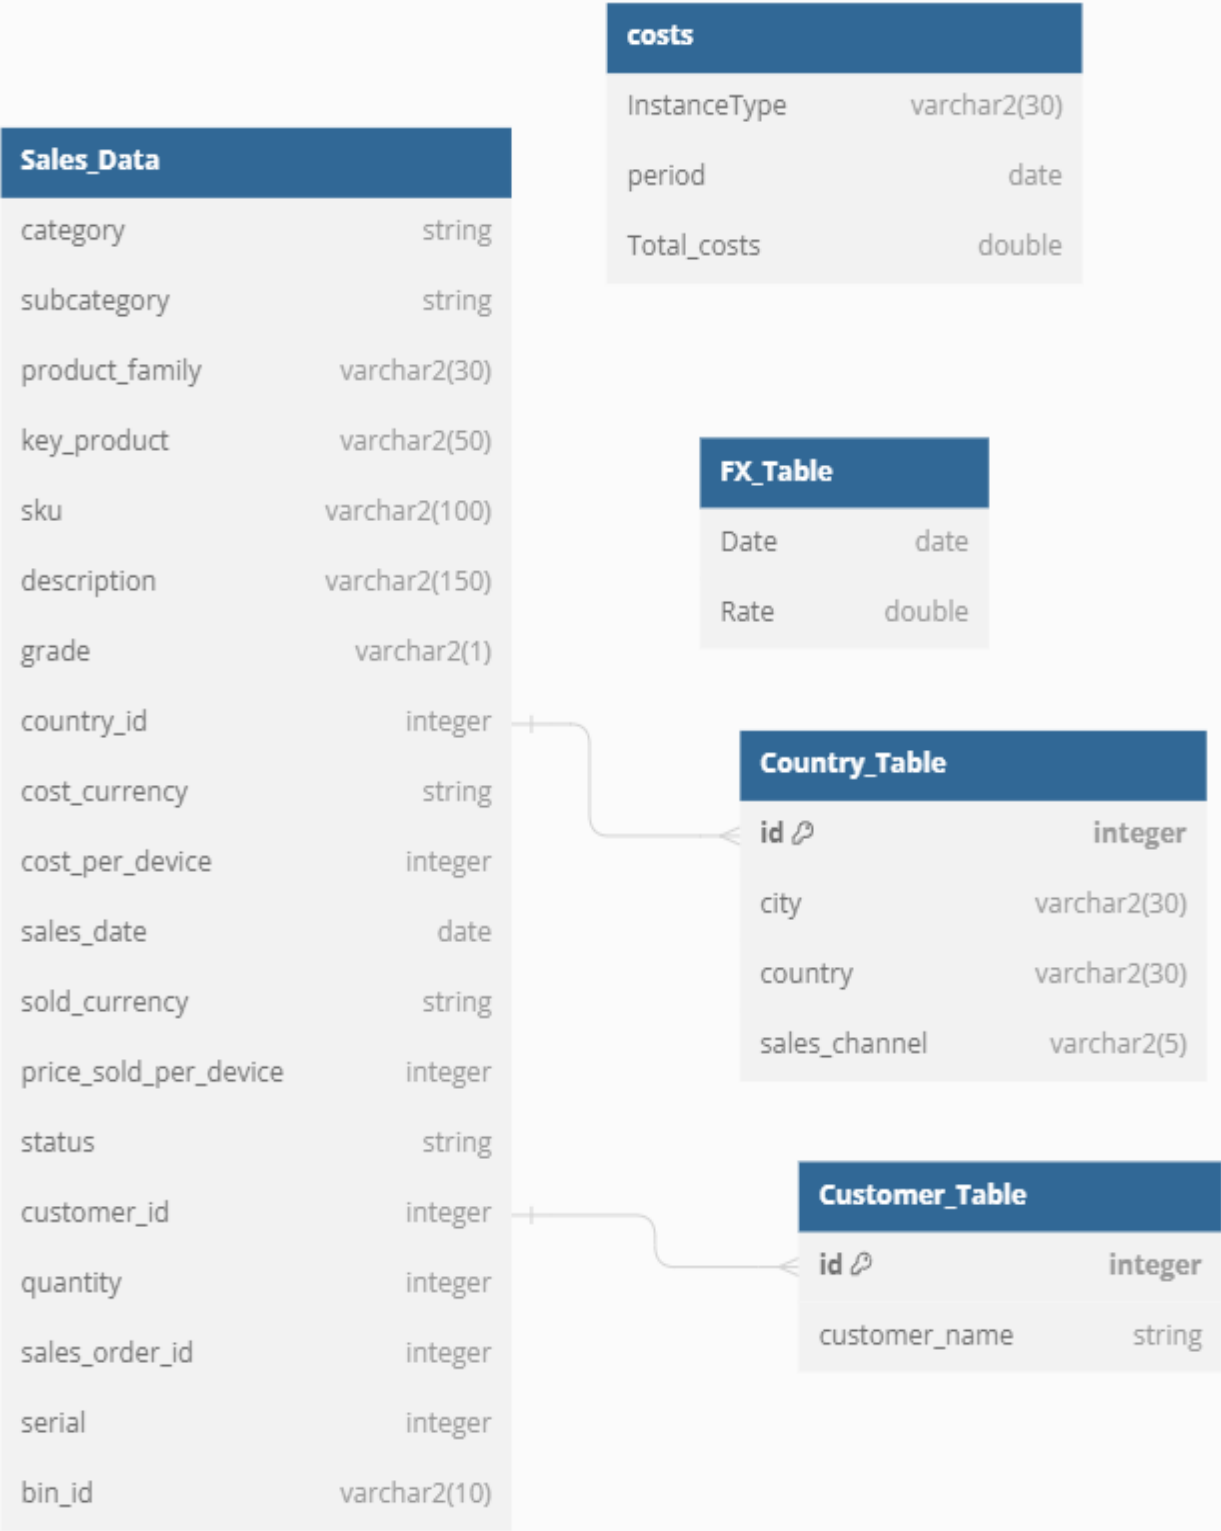 costs
InstanceType varchar2(30)
period date
Total_costs double
Sales_Data
category string
subcategory string
product_family varchar2(30)
key_product varchar2(50)
sku varchar2(100)
description varchar2(150)
grade varchar2(1)
country_id integer
cost_currency string
cost_per_device integer
sales_date date
sold_currency string
price_sold_per_device integer
status string
customer_id integer
quantity integer
sales_order_id integer
serial integer
bin_id varchar2(10)
FX_Table
Date date
Rate double
Country_Table
id integer
city varchar2(30)
country varchar2(30)
sales_channel varchar2(5)
Customer_Table
id integer
customer_name string